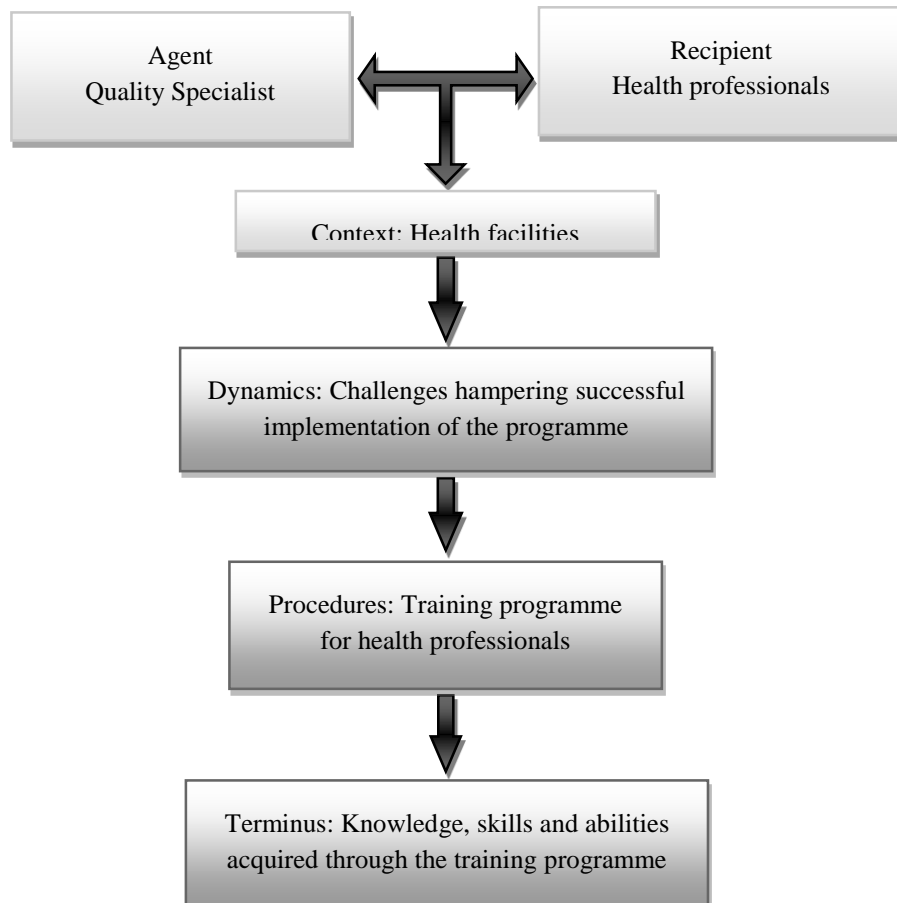 Agent
Quality Specialist
Recipient
Health professionals
Context: Health facilities
Dynamics: Challenges hampering successful
implementation of the programme
Procedures: Training programme
for health professionals
Terminus: Knowledge, skills and abilities
acquired through the training programme